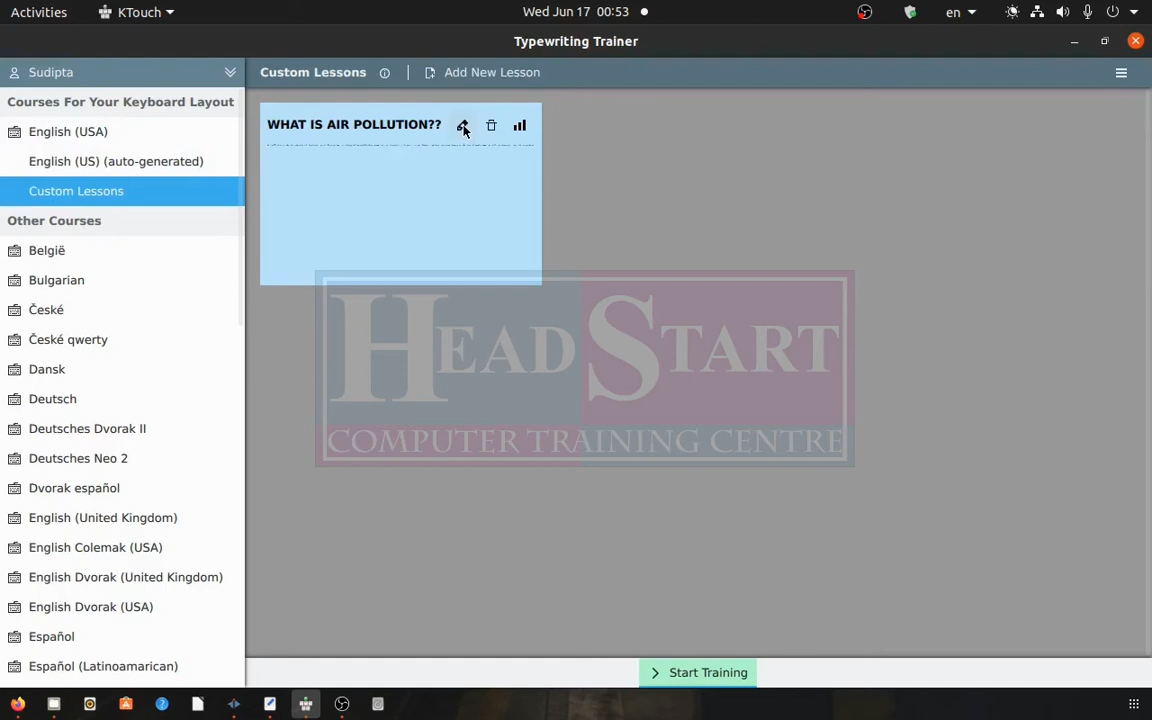 Activities
KTouch
Wed Jun 17 00:53
en
Typewriting Trainer
Sudipta
Custom Lessons
Add New Lesson
Courses For Your Keyboard Layout
English (USA)
English (US) (auto-generated)
Custom Lessons
Other Courses
België
Bulgarian
České
České qwerty
Dansk
Deutsch
Deutsches Dvorak II
Deutsches Neo 2
Dvorak español
English (United Kingdom)
English Colemak (USA)
English Dvorak (United Kingdom)
English Dvorak (USA)
Español
Español (Latinoamarican)
WHAT IS AIR POLLUTION??
HEADSTART
COMPUTER TRAINING CENTRE
Start Training